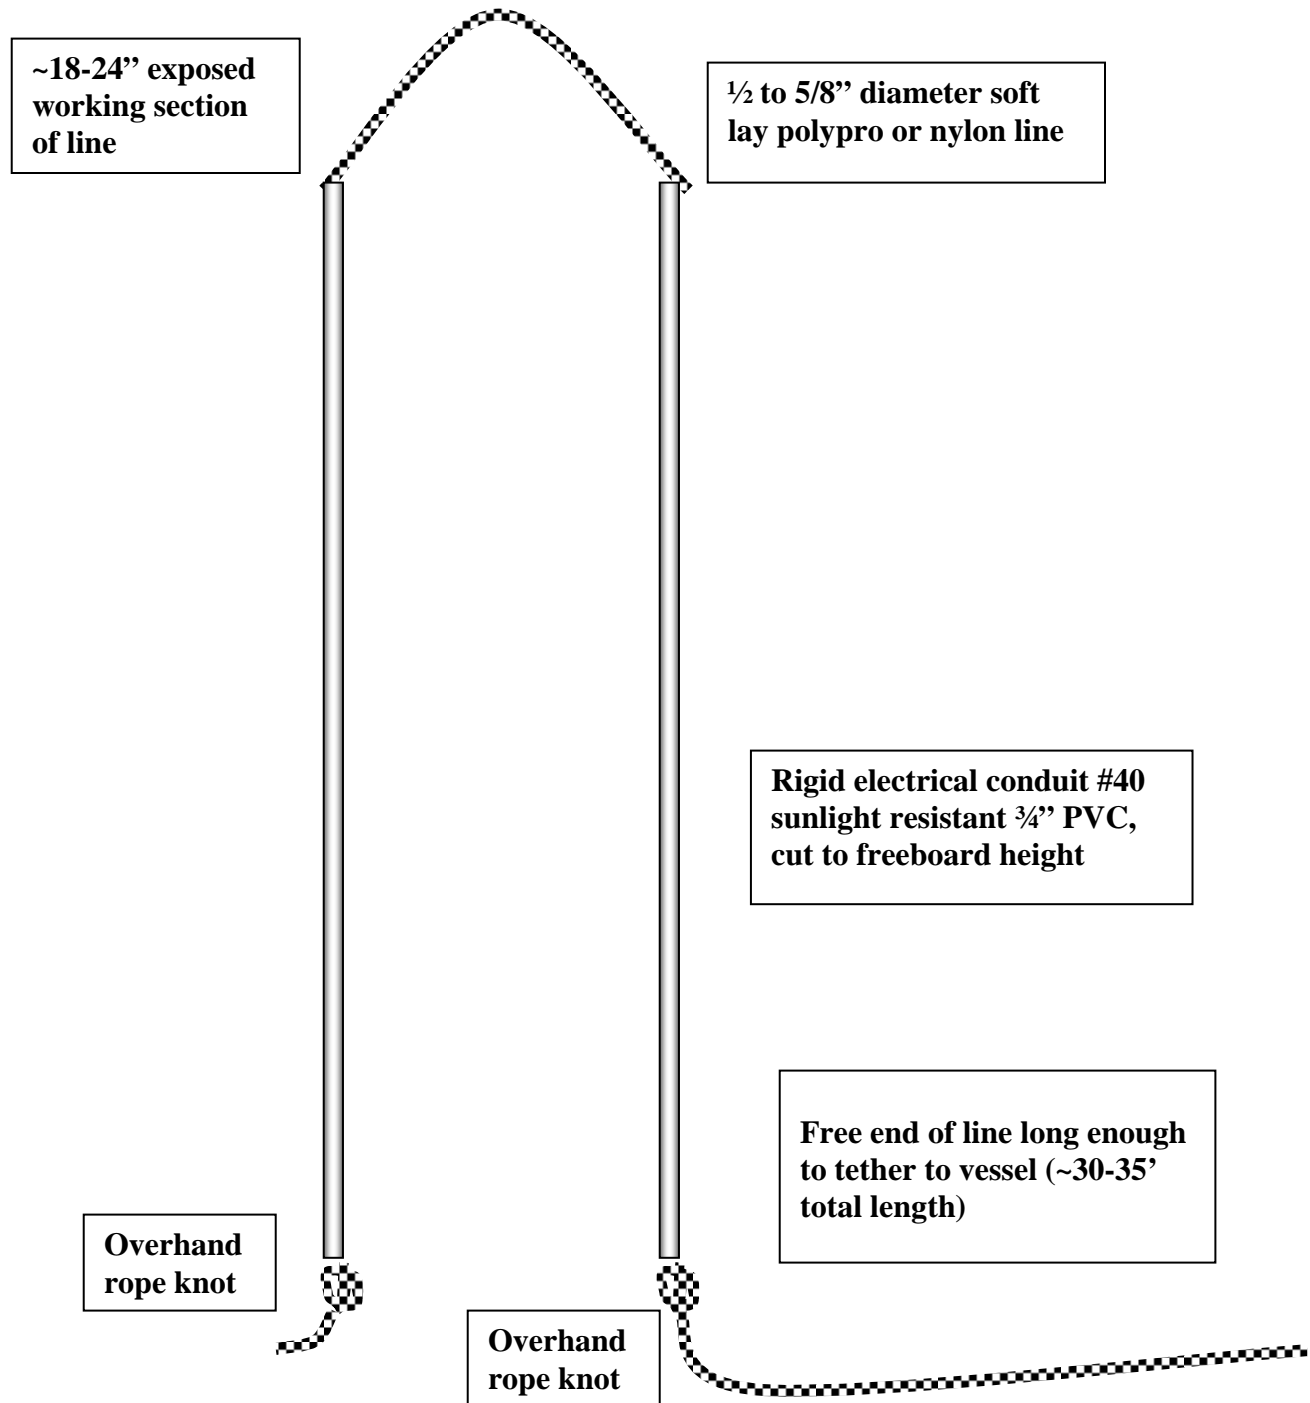 ~18-24” exposed
working section
of line
½ to 5/8” diameter soft
lay polypro or nylon line
Rigid electrical conduit #40
sunlight resistant ¾” PVC,
cut to freeboard height
Free end of line long enough
to tether to vessel (~30-35’
total length)
Overhand
rope knot
Overhand
rope knot